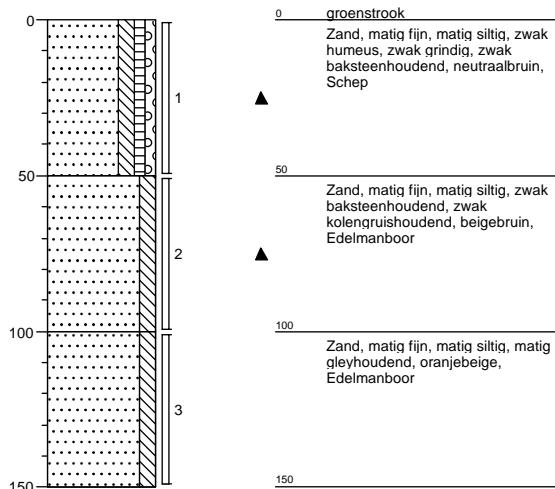 0
50
100
150
1
2
3
0
groenstrook
Zand, matig fijn, matig siltig, zwak
humeus, zwak grindig, zwak
baksteenhoudend, neutraalbruin,
Schep
50
Zand, matig fijn, matig siltig, zwak
baksteenhoudend, zwak
kolengruishoudend, beigebruin,
Edelmanboor
100
Zand, matig fijn, matig siltig, matig
gleyhoudend, oranjebeige,
Edelmanboor
150